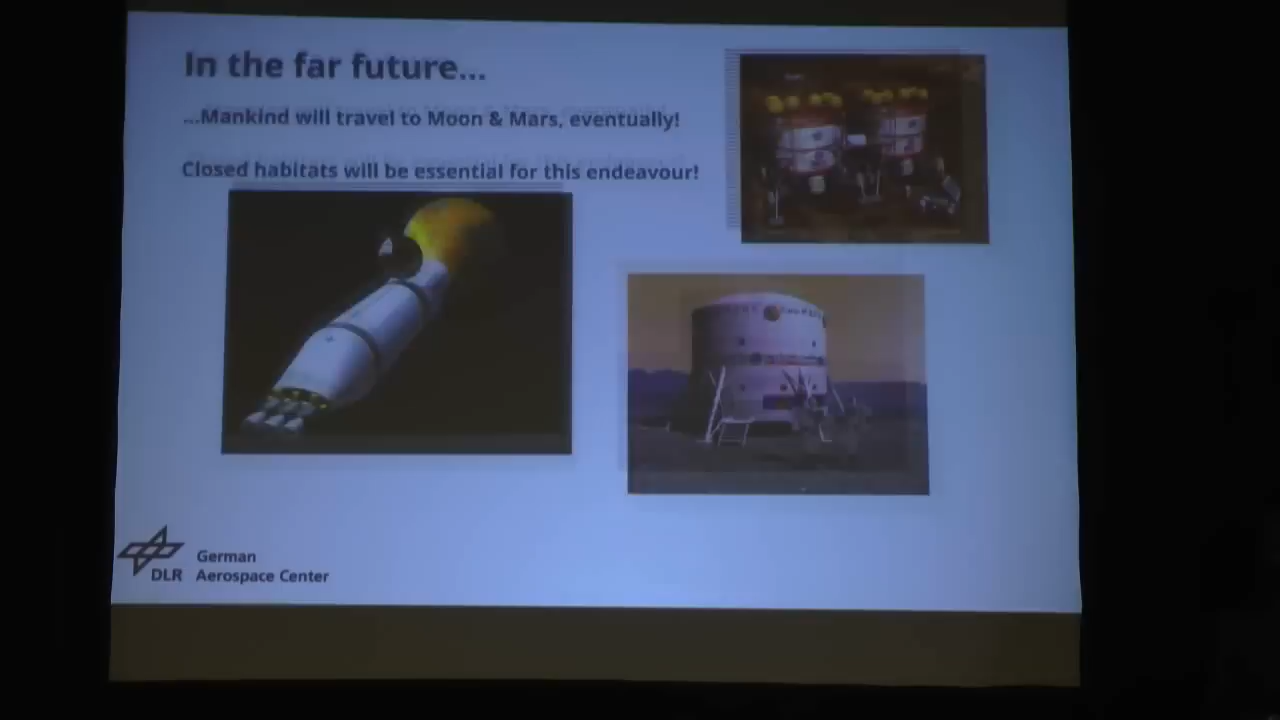 In the far future...
...Mankind will travel to Moon & Mars, eventually!
Closed habitats will be essential for this endeavour!
German
DLR Aerospace Center